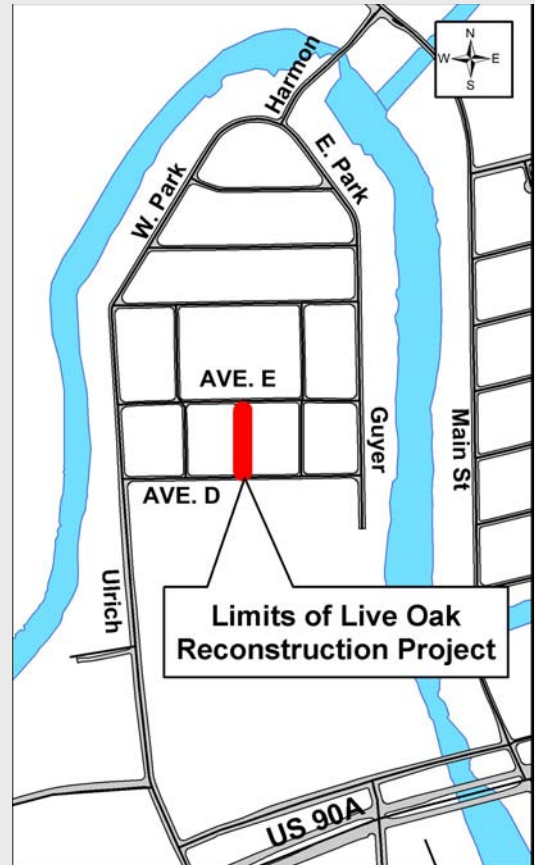 Harmon
N
W E
S
W. Park
E. Park
AVE. E
Guyer
Main St
AVE. D
Ulrich
Limits of Live Oak
Reconstruction Project
US 90A